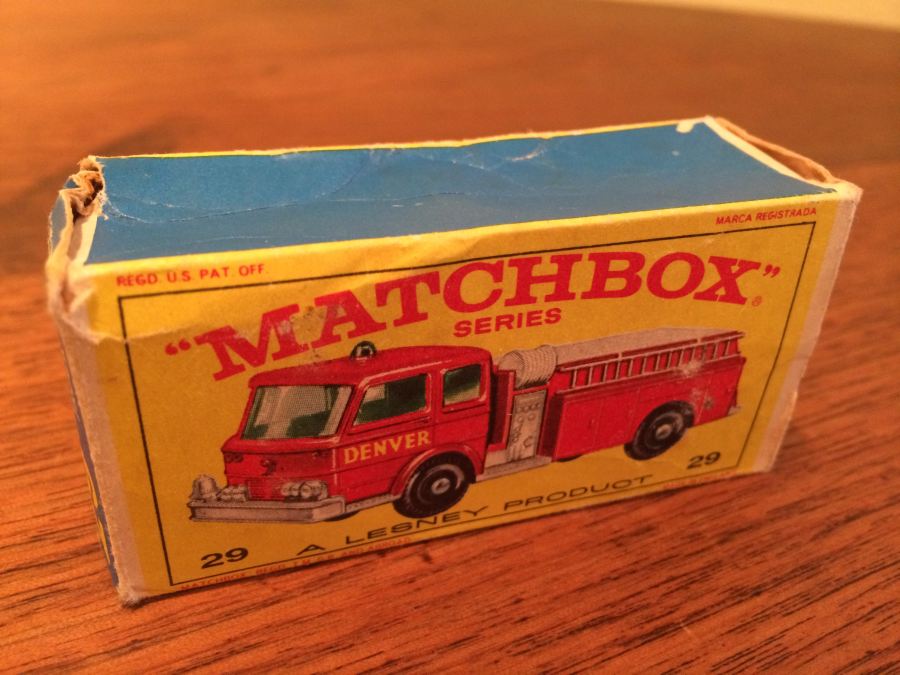 REGD. U.S. PAT. OFF.
MARCA REGISTRADA
"MATCHBOX"®
SERIES
DENVER
29 A LESNEY PRODUCT 29